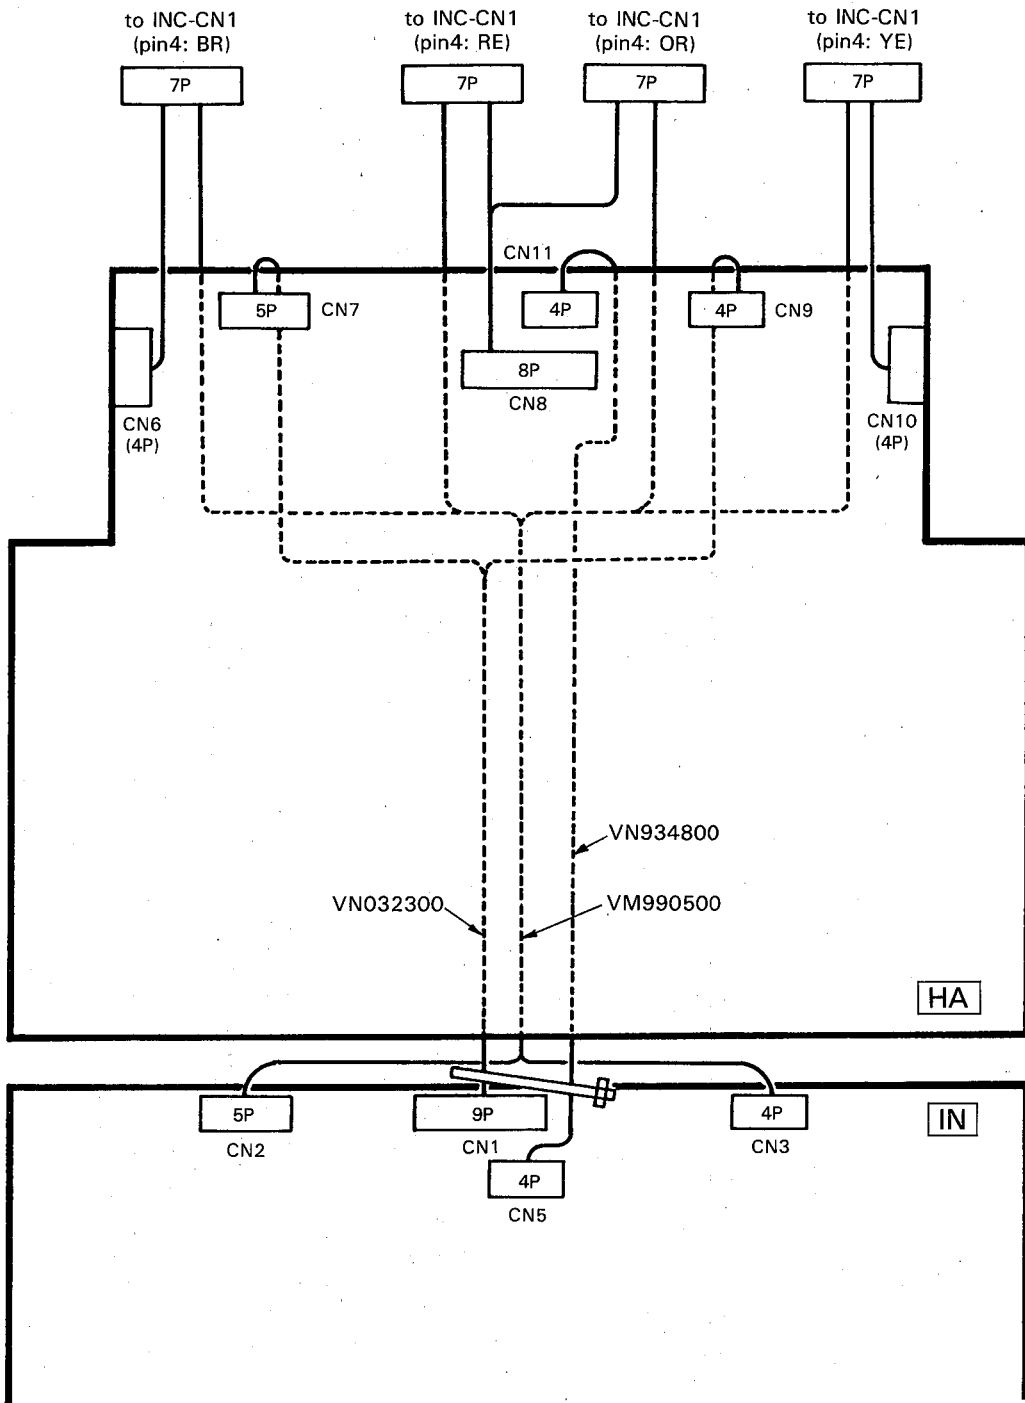 to INC-CN1
(pin4: BR)
to INC-CN1
(pin4: RE)
to INC-CN1
(pin4: OR)
to INC-CN1
(pin4: YE)
7P
7P
7P
7P
CN11
5P
CN7
4P
4P
CN9
8P
CN8
CN6
(4P)
CN10
(4P)
VN934800
VN032300
VM990500
HA
5P
CN2
9P
CN1
4P
CN3
IN
4P
CN5